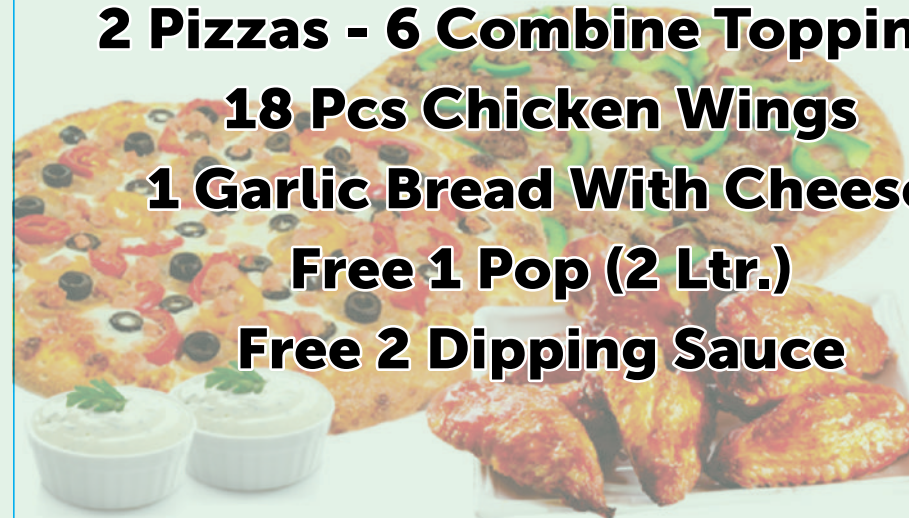 2 Pizzas - 6 Combine Toppin
18 Pcs Chicken Wings
1 Garlic Bread With Cheese
Free 1 Pop (2 Ltr.)
Free 2 Dipping Sauce